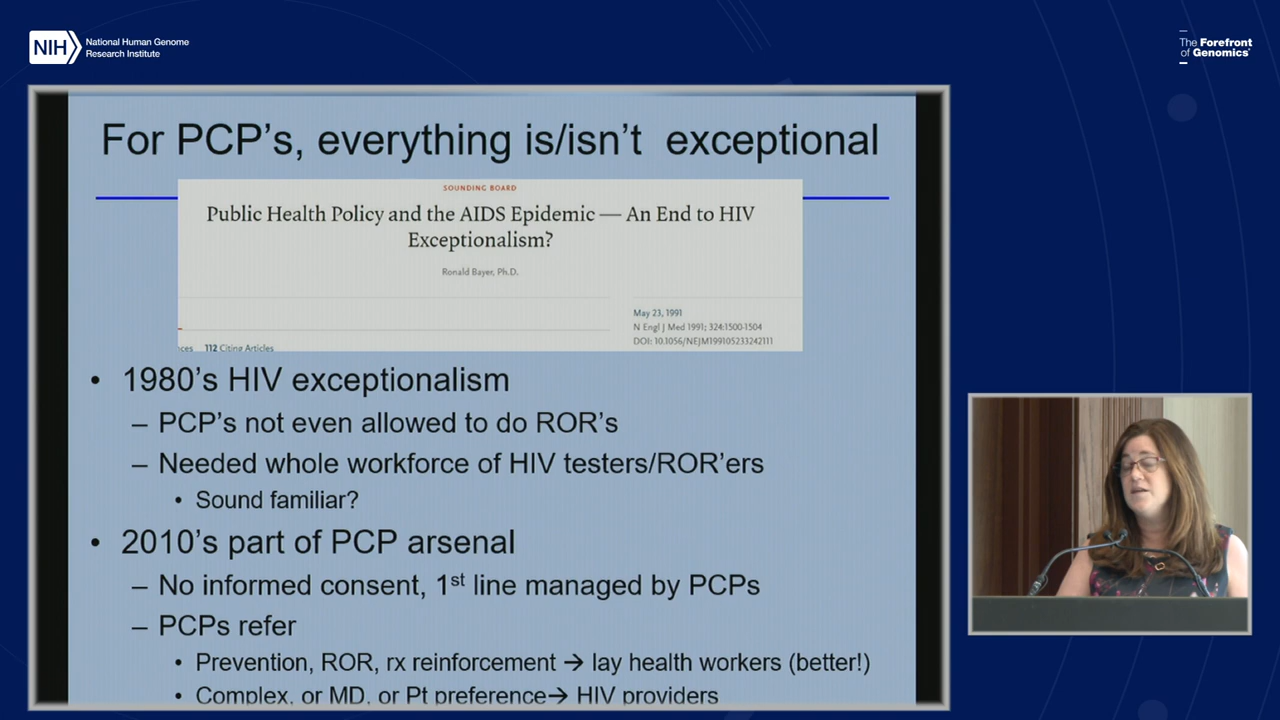 NIH
National Human Genome
Research Institute
The Forefront
of Genomics
For PCP's, everything is/isn't exceptional
SOUNDING BOARD
Public Health Policy and the AIDS Epidemic — An End to HIV
Exceptionalism?
Ronald Bayer, Ph.D.
May 23, 1991
N Engl J Med 1991; 324:1500-1504
DOI: 10.1056/NEJM199105233242111
112 Citing Articles
• 1980's HIV exceptionalism
– PCP's not even allowed to do ROR's
– Needed whole workforce of HIV testers/ROR'ers
• Sound familiar?
• 2010's part of PCP arsenal
– No informed consent, 1st line managed by PCPs
– PCPs refer
• Prevention, ROR, rx reinforcement → lay health workers (better!)
• Complex, or MD, or Pt preference→ HIV providers